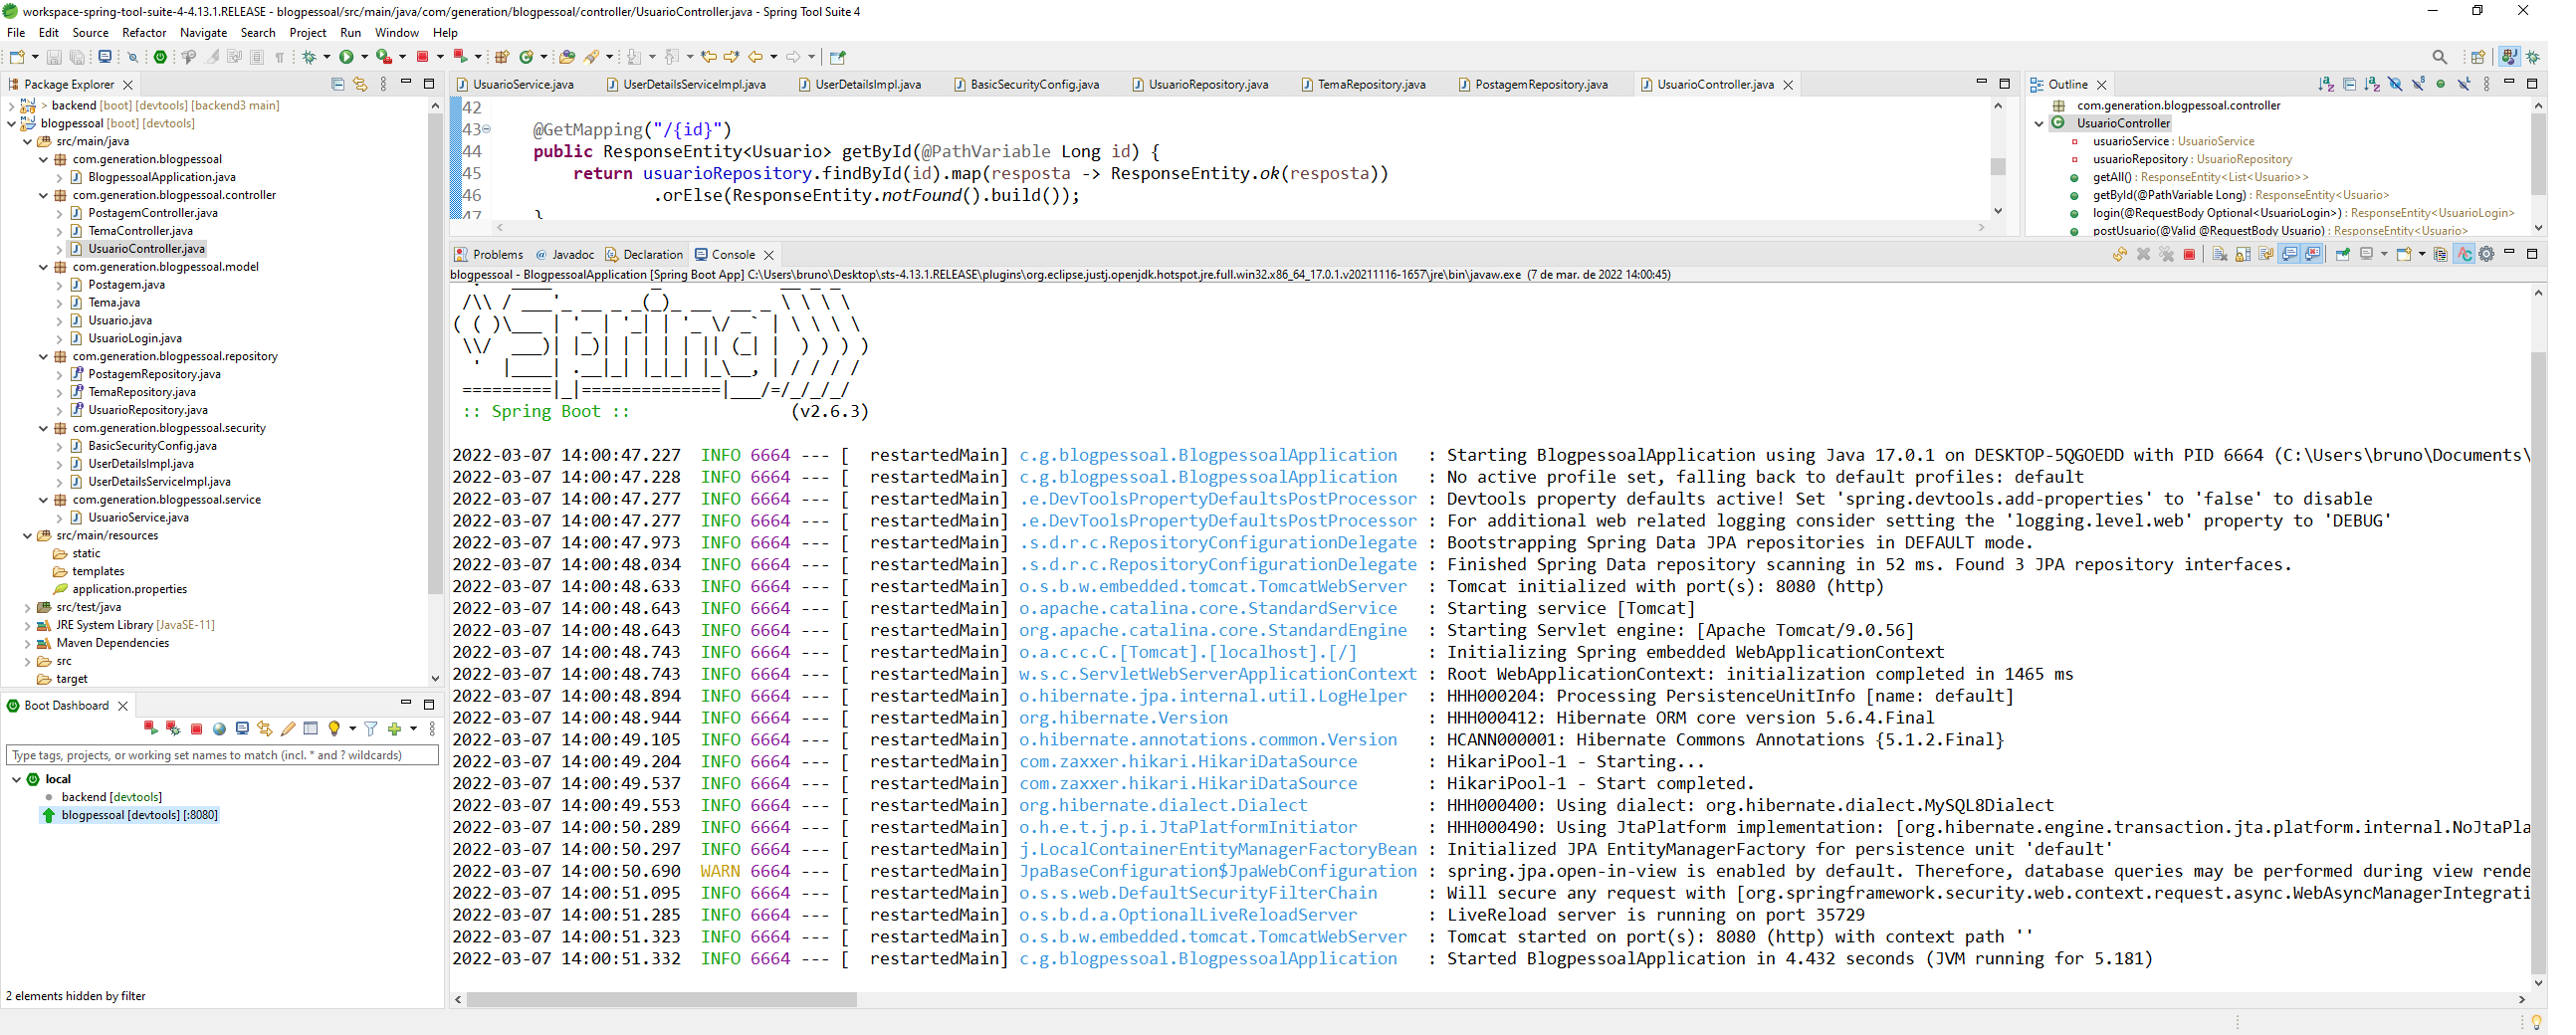 workspace-spring-tool-suite-4-4.13.1.RELEASE - blogpessoal/src/main/java/com/generation/blogpessoal/controller/UsuarioController.java - Spring Tool Suite 4
File Edit Source Refactor Navigate Search Project Run Window Help
Package Explorer
> backend [boot] [devtools] [backend3 main]
blogpessoal [boot] [devtools]
src/main/java
com.generation.blogpessoal
BlogpessoalApplication.java
com.generation.blogpessoal.controller
PostagemController.java
TemaController.java
UsuarioController.java
com.generation.blogpessoal.model
Postagem.java
Tema.java
Usuario.java
UsuarioLogin.java
com.generation.blogpessoal.repository
PostagemRepository.java
TemaRepository.java
UsuarioRepository.java
com.generation.blogpessoal.security
BasicSecurityConfig.java
UserDetailsImpl.java
UserDetailsServiceImpl.java
com.generation.blogpessoal.service
UsuarioService.java
src/main/resources
static
templates
application.properties
src/test/java
JRE System Library [JavaSE-11]
Maven Dependencies
src
target
Boot Dashboard
Type tags, projects, or working set names to match (incl. * and ? wildcards)
local
backend [devtools]
blogpessoal [devtools] [:8080]
2 elements hidden by filter
UsuarioService.java UserDetailsServiceImpl.java UserDetailsImpl.java BasicSecurityConfig.java UsuarioRepository.java TemaRepository.java PostagemRepository.java UsuarioController.java
42
43 @GetMapping("/{id}")
44 public ResponseEntity<Usuario> getById(@PathVariable Long id) {
45 return usuarioRepository.findById(id).map(resposta -> ResponseEntity.ok(resposta))
46 .orElse(ResponseEntity.notFound().build());
47 }
Outline
com.generation.blogpessoal.controller
UsuarioController
usuarioService : UsuarioService
usuarioRepository : UsuarioRepository
getAll() : ResponseEntity<List<Usuario>>
getById(@PathVariable Long) : ResponseEntity<Usuario>
login(@RequestBody Optional<UsuarioLogin>) : ResponseEntity<UsuarioLogin>
postUsuario(@Valid @RequestBody Usuario) : ResponseEntity<Usuario>
Problems @ Javadoc Declaration Console
blogpessoal - BlogpessoalApplication [Spring Boot App] C:\Users\bruno\Desktop\sts-4.13.1.RELEASE\plugins\org.eclipse.justj.openjdk.hotspot.jre.full.win32.x86_64_17.0.1.v20211116-1657\jre\bin\javaw.exe (7 de mar. de 2022 14:00:45)
Spring
:: Spring Boot :: (v2.6.3)
2022-03-07 14:00:47.227 INFO 6664 --- [ restartedMain] c.g.blogpessoal.BlogpessoalApplication : Starting BlogpessoalApplication using Java 17.0.1 on DESKTOP-5QGOEDD with PID 6664 (C:\Users\bruno\Documents\
2022-03-07 14:00:47.228 INFO 6664 --- [ restartedMain] c.g.blogpessoal.BlogpessoalApplication : No active profile set, falling back to default profiles: default
2022-03-07 14:00:47.277 INFO 6664 --- [ restartedMain] .e.DevToolsPropertyDefaultsPostProcessor : Devtools property defaults active! Set 'spring.devtools.add-properties' to 'false' to disable
2022-03-07 14:00:47.277 INFO 6664 --- [ restartedMain] .e.DevToolsPropertyDefaultsPostProcessor : For additional web related logging consider setting the 'logging.level.web' property to 'DEBUG'
2022-03-07 14:00:47.973 INFO 6664 --- [ restartedMain] .s.d.r.c.RepositoryConfigurationDelegate : Bootstrapping Spring Data JPA repositories in DEFAULT mode.
2022-03-07 14:00:48.034 INFO 6664 --- [ restartedMain] .s.d.r.c.RepositoryConfigurationDelegate : Finished Spring Data repository scanning in 52 ms. Found 3 JPA repository interfaces.
2022-03-07 14:00:48.633 INFO 6664 --- [ restartedMain] o.s.b.w.embedded.tomcat.TomcatWebServer : Tomcat initialized with port(s): 8080 (http)
2022-03-07 14:00:48.643 INFO 6664 --- [ restartedMain] o.apache.catalina.core.StandardService : Starting service [Tomcat]
2022-03-07 14:00:48.643 INFO 6664 --- [ restartedMain] org.apache.catalina.core.StandardEngine : Starting Servlet engine: [Apache Tomcat/9.0.56]
2022-03-07 14:00:48.743 INFO 6664 --- [ restartedMain] o.a.c.c.C.[Tomcat].[localhost].[/] : Initializing Spring embedded WebApplicationContext
2022-03-07 14:00:48.743 INFO 6664 --- [ restartedMain] w.s.c.ServletWebServerApplicationContext : Root WebApplicationContext: initialization completed in 1465 ms
2022-03-07 14:00:48.894 INFO 6664 --- [ restartedMain] o.hibernate.jpa.internal.util.LogHelper : HHH000204: Processing PersistenceUnitInfo [name: default]
2022-03-07 14:00:48.944 INFO 6664 --- [ restartedMain] org.hibernate.Version : HHH000412: Hibernate ORM core version 5.6.4.Final
2022-03-07 14:00:49.105 INFO 6664 --- [ restartedMain] o.hibernate.annotations.common.Version : HCANN000001: Hibernate Commons Annotations {5.1.2.Final}
2022-03-07 14:00:49.204 INFO 6664 --- [ restartedMain] com.zaxxer.hikari.HikariDataSource : HikariPool-1 - Starting...
2022-03-07 14:00:49.537 INFO 6664 --- [ restartedMain] com.zaxxer.hikari.HikariDataSource : HikariPool-1 - Start completed.
2022-03-07 14:00:49.553 INFO 6664 --- [ restartedMain] org.hibernate.dialect.Dialect : HHH000400: Using dialect: org.hibernate.dialect.MySQL8Dialect
2022-03-07 14:00:50.289 INFO 6664 --- [ restartedMain] o.h.e.t.j.p.i.JtaPlatformInitiator : HHH000490: Using JtaPlatform implementation: [org.hibernate.engine.transaction.jta.platform.internal.NoJtaPla
2022-03-07 14:00:50.297 INFO 6664 --- [ restartedMain] j.LocalContainerEntityManagerFactoryBean : Initialized JPA EntityManagerFactory for persistence unit 'default'
2022-03-07 14:00:50.690 WARN 6664 --- [ restartedMain] JpaBaseConfiguration$JpaWebConfiguration : spring.jpa.open-in-view is enabled by default. Therefore, database queries may be performed during view rende
2022-03-07 14:00:51.095 INFO 6664 --- [ restartedMain] o.s.s.web.DefaultSecurityFilterChain : Will secure any request with [org.springframework.security.web.context.request.async.WebAsyncManagerIntegrati
2022-03-07 14:00:51.285 INFO 6664 --- [ restartedMain] o.s.b.d.a.OptionalLiveReloadServer : LiveReload server is running on port 35729
2022-03-07 14:00:51.323 INFO 6664 --- [ restartedMain] o.s.b.w.embedded.tomcat.TomcatWebServer : Tomcat started on port(s): 8080 (http) with context path ''
2022-03-07 14:00:51.332 INFO 6664 --- [ restartedMain] c.g.blogpessoal.BlogpessoalApplication : Started BlogpessoalApplication in 4.432 seconds (JVM running for 5.181)